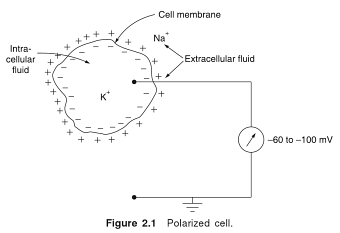 Cell membrane
Na+
Intra-
cellular
fluid
Extracellular fluid
K+
–60 to –100 mV
Figure 2.1 Polarized cell.